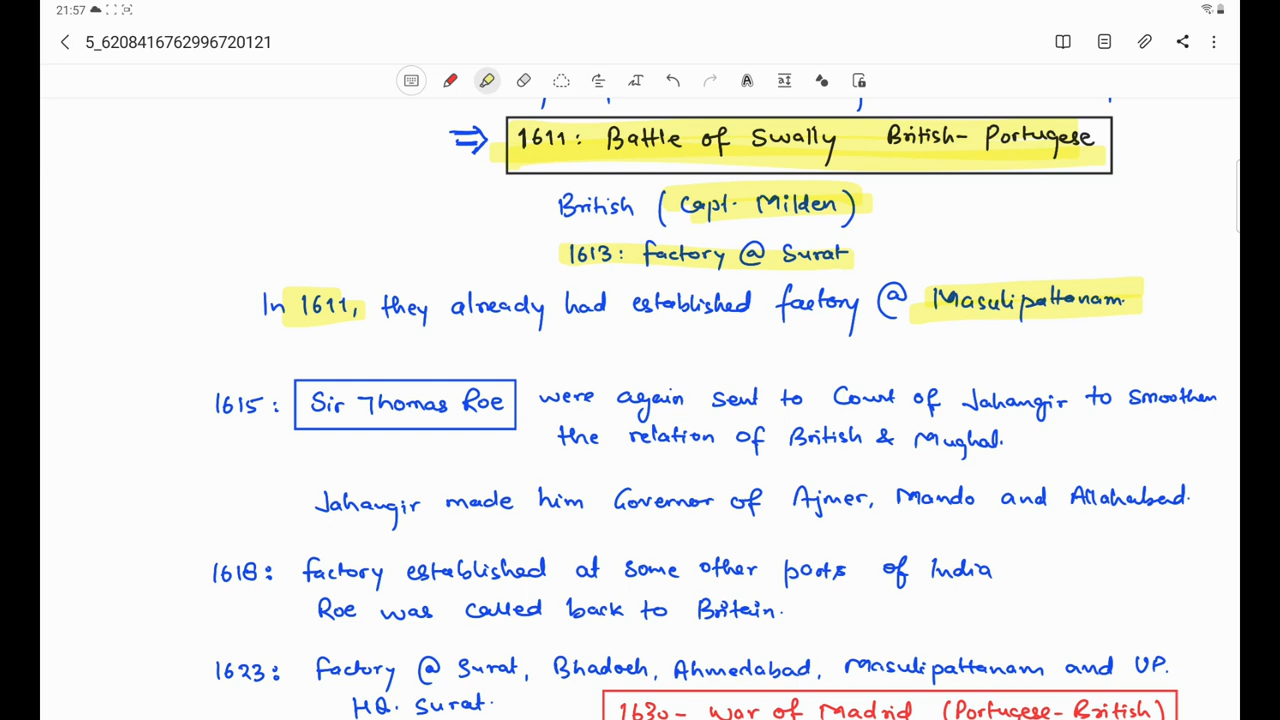 21:57
5_6208416762996720121
1611: Battle of Swally British-Portugese
British (Capt. Milden)
1613: factory @ Surat
In 1611, they already had established factory @ Masulipattanam.
1615: Sir Thomas Roe were again sent to Court of Jahangir to smoothen
the relation of British & Mughal.
Jahangir made him Governor of Ajmer, Mando and Allahabad.
1618: factory established at some other ports of India
Roe was called back to Britain.
1623: factory @ Surat, Bhadoch, Ahmedabad, Masulipattanam and UP.
HQ. Surat.
1630- War of Madrid (Portugese-British)